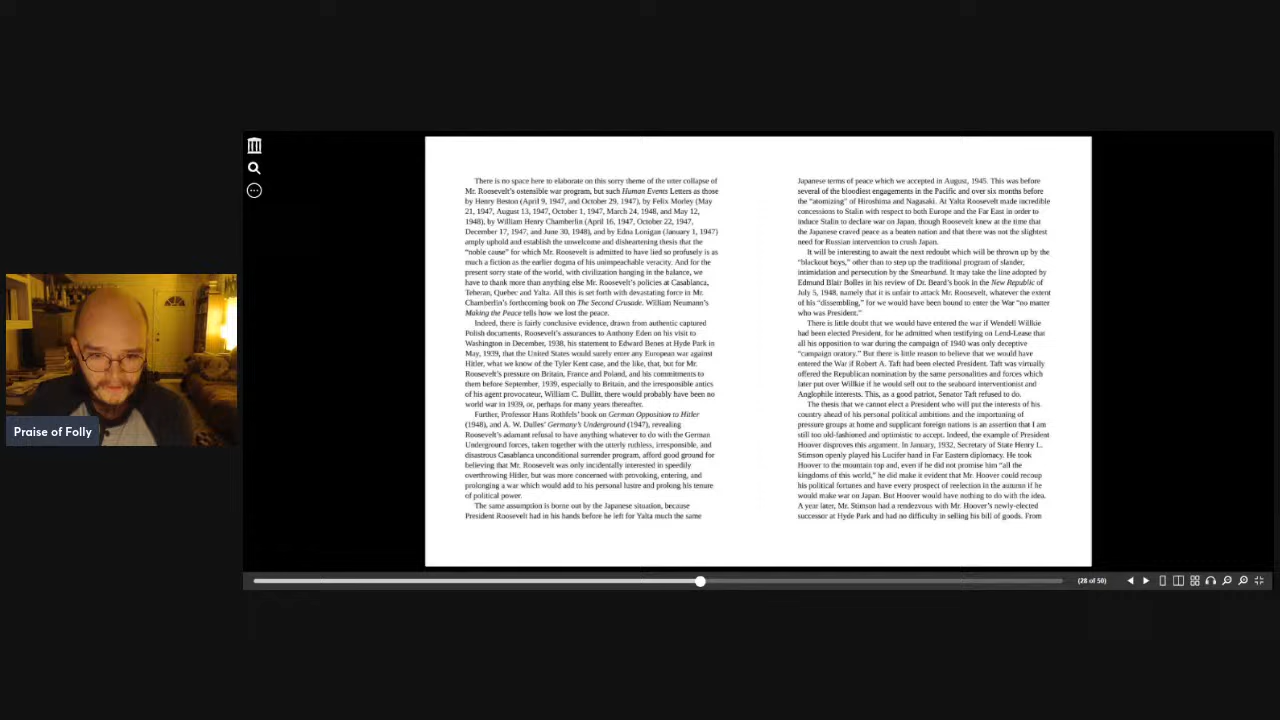 There is no space here to elaborate on this sorry theme of the utter collapse of
Mr. Roosevelt's ostensible war program, but such Human Events Letters as those
by Henry Beston (April 9, 1947, and October 29, 1947), by Felix Morley (May
21, 1947, August 13, 1947, October 1, 1947, March 24, 1948, and May 12,
1948), by William Henry Chamberlin (April 16, 1947, October 22, 1947,
December 17, 1947, and June 30, 1948), and by Edna Lonigan (January 1, 1947)
amply uphold and establish the unwelcome and disheartening thesis that the
"noble cause" for which Mr. Roosevelt is admitted to have lied so profusely is as
much a fiction as the earlier dogma of his unimpeachable veracity. And for the
present sorry state of the world, with civilization hanging in the balance, we
have to thank more than anything else Mr. Roosevelt's policies at Casablanca,
Teheran, Quebec and Yalta. All this is set forth with devastating force in Mr.
Chamberlin's forthcoming book on The Second Crusade. William Neumann's
Making the Peace tells how we lost the peace.
Indeed, there is fairly conclusive evidence, drawn from authentic captured
Polish documents, Roosevelt's assurances to Anthony Eden on his visit to
Washington in December, 1938, his statement to Edward Benes at Hyde Park in
May, 1939, that the United States would surely enter any European war against
Hitler, what we know of the Tyler Kent case, and the like, that, but for Mr.
Roosevelt's pressure on Britain, France and Poland, and his commitments to
them before September, 1939, especially to Britain, and the irresponsible antics
of his agent provocateur, William C. Bullitt, there would probably have been no
world war in 1939, or, perhaps for many years thereafter.
Further, Professor Hans Rothfels' book on German Opposition to Hitler
(1948), and A. W. Dulles' Germany's Underground (1947), revealing
Roosevelt's adamant refusal to have anything whatever to do with the German
Underground forces, taken together with the utterly ruthless, irresponsible, and
disastrous Casablanca unconditional surrender program, afford good ground for
believing that Mr. Roosevelt was only incidentally interested in speedily
overthrowing Hitler, but was more concerned with provoking, entering, and
prolonging a war which would add to his personal lustre and prolong his tenure
of political power.
The same assumption is borne out by the Japanese situation, because
President Roosevelt had in his hands before he left for Yalta much the same
Japanese terms of peace which we accepted in August, 1945. This was before
several of the bloodiest engagements in the Pacific and over six months before
the "atomizing" of Hiroshima and Nagasaki. At Yalta Roosevelt made incredible
concessions to Stalin with respect to both Europe and the Far East in order to
induce Stalin to declare war on Japan, though Roosevelt knew at the time that
the Japanese craved peace as a beaten nation and that there was not the slightest
need for Russian intervention to crush Japan.
It will be interesting to await the next redoubt which will be thrown up by the
"blackout boys," other than to step up the traditional program of slander,
intimidation and persecution by the Smearbund. It may take the line adopted by
Edmund Blair Bolles in his review of Dr. Beard's book in the New Republic of
July 5, 1948, namely that it is unfair to attack Mr. Roosevelt, whatever the extent
of his "dissembling," for we would have been bound to enter the War "no matter
who was President."
There is little doubt that we would have entered the war if Wendell Willkie
had been elected President, for he admitted when testifying on Lend-Lease that
all his opposition to war during the campaign of 1940 was only deceptive
"campaign oratory." But there is little reason to believe that we would have
entered the War if Robert A. Taft had been elected President. Taft was virtually
offered the Republican nomination by the same personalities and forces which
later put over Willkie if he would sell out to the seaboard interventionist and
Anglophile interests. This, as a good patriot, Senator Taft refused to do.
The thesis that we cannot elect a President who will put the interests of his
country ahead of his personal political ambitions and the importuning of
pressure groups at home and supplicant foreign nations is an assertion that I am
still too old-fashioned and optimistic to accept. Indeed, the example of President
Hoover disproves this argument. In January, 1932, Secretary of State Henry L.
Stimson openly played his Lucifer hand in Far Eastern diplomacy. He took
Hoover to the mountain top and, even if he did not promise him "all the
kingdoms of this world," he did make it evident that Mr. Hoover could recoup
his political fortunes and have every prospect of reelection in the autumn if he
would make war on Japan. But Hoover would have nothing to do with the idea.
A year later, Mr. Stimson had a rendezvous with Mr. Hoover's newly-elected
successor at Hyde Park and had no difficulty in selling his bill of goods. From
Praise of Folly
(28 of 50)